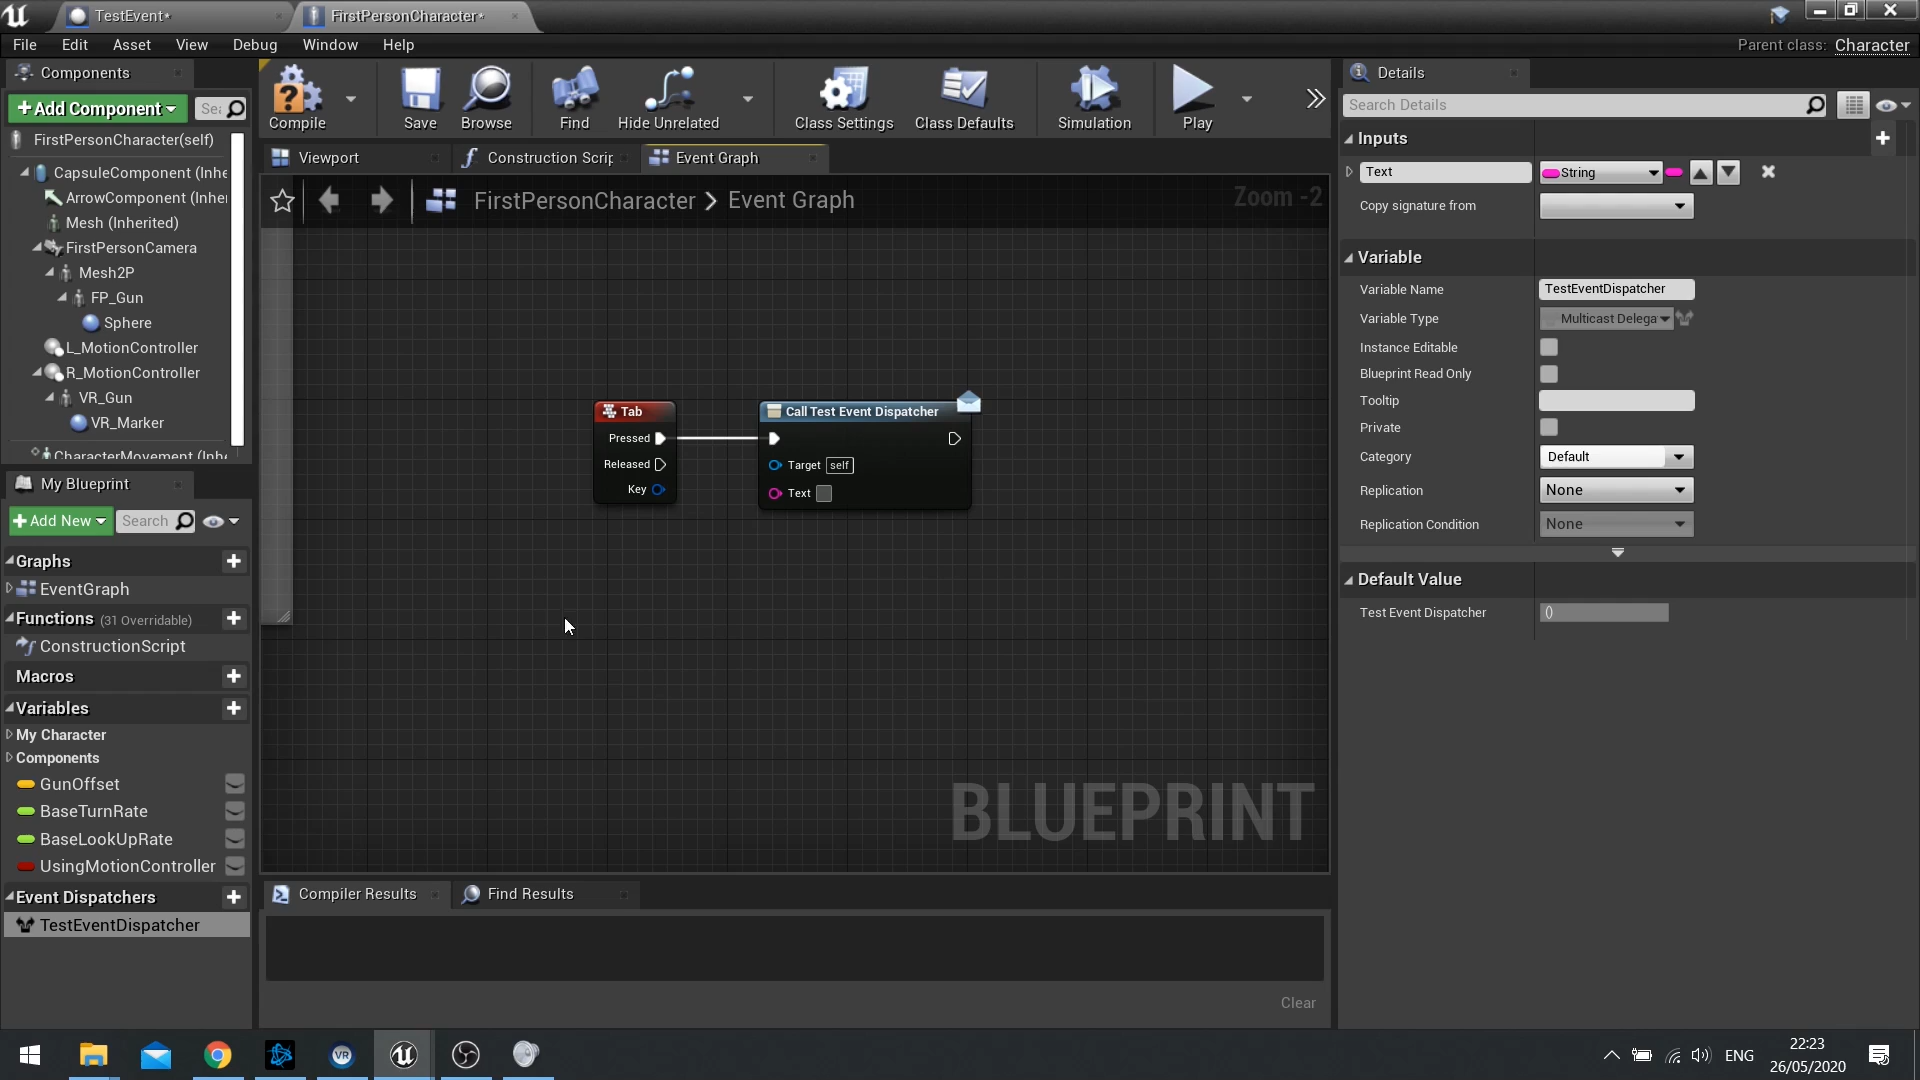 TestEvent*
FirstPersonCharacter*
File Edit Asset View Debug Window Help
Parent class: Character
Components
+Add Component
FirstPersonCharacter(self)
CapsuleComponent (Inhe
ArrowComponent (Inher
Mesh (Inherited)
FirstPersonCamera
Mesh2P
FP_Gun
Sphere
L_MotionController
R_MotionController
VR_Gun
VR_Marker
CharacterMovement (Inh
My Blueprint
+Add New
Search
Graphs
EventGraph
Functions (31 Overridable)
ConstructionScript
Macros
Variables
My Character
Components
GunOffset
BaseTurnRate
BaseLookUpRate
UsingMotionController
Event Dispatchers
TestEventDispatcher
Compile
Save
Browse
Find
Hide Unrelated
Class Settings
Class Defaults
Simulation
Play
Viewport
Construction Scrip
Event Graph
FirstPersonCharacter > Event Graph
Zoom -2
Tab
Pressed
Released
Key
Call Test Event Dispatcher
Target self
Text
BLUEPRINT
Compiler Results
Find Results
Clear
Details
Search Details
Inputs
Text String
Copy signature from
Variable
Variable Name TestEventDispatcher
Variable Type Multicast Delega
Instance Editable
Blueprint Read Only
Tooltip
Private
Category Default
Replication None
Replication Condition None
Default Value
Test Event Dispatcher ()
VR
ENG
22:23
26/05/2020